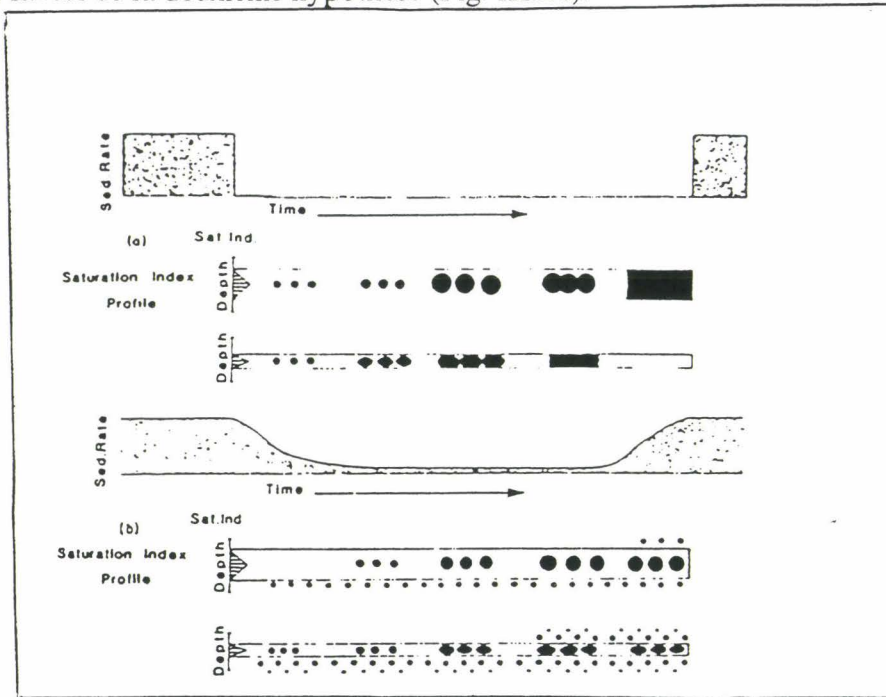 Sed. Rate
Time
(a) Sat Ind.
Saturation Index
Profile
Depth
Depth
Sed. Rate
Time
(b) Sat. Ind
Saturation Index
Profile
Depth
Depth